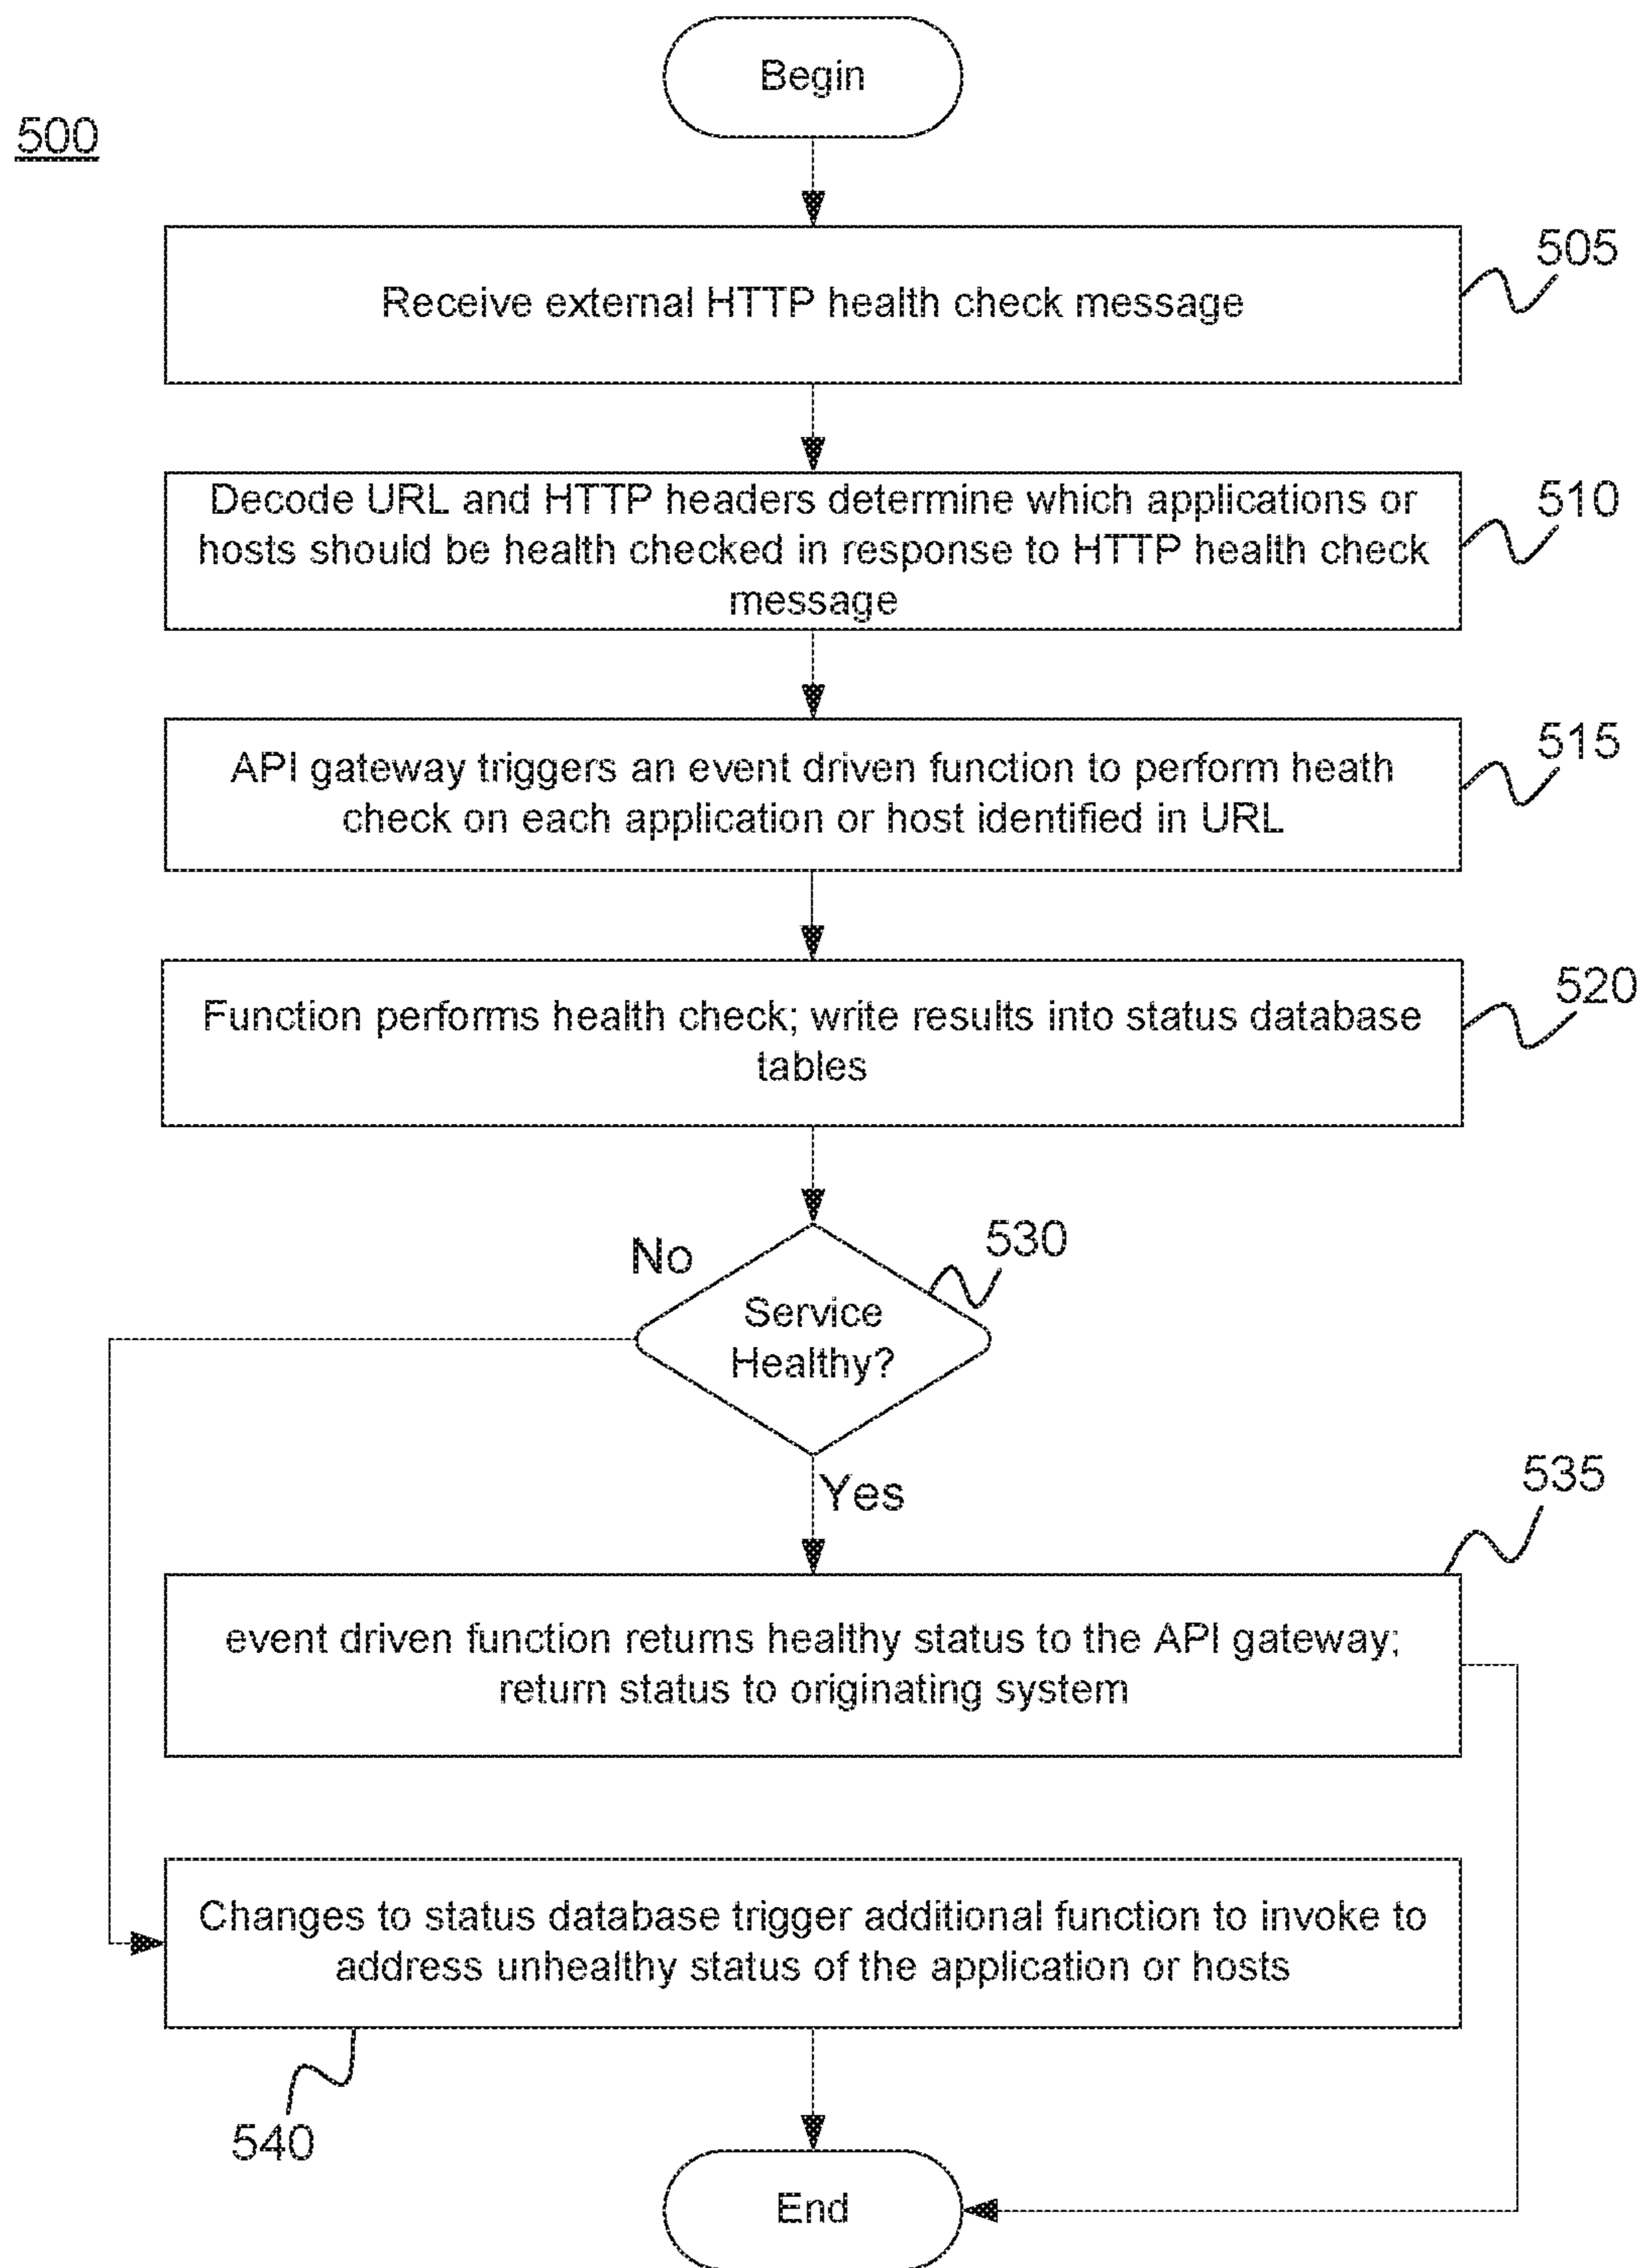 Begin
500
505
Receive external HTTP health check message
510
Decode URL and HTTP headers determine which applications or
hosts should be health checked in response to HTTP health check
message
515
API gateway triggers an event driven function to perform heath
check on each application or host identified in URL
520
Function performs health check; write results into status database
tables
530
No
Service
Healthy?
Yes
535
event driven function returns healthy status to the API gateway;
return status to originating system
Changes to status database trigger additional function to invoke to
address unhealthy status of the application or hosts
540
End